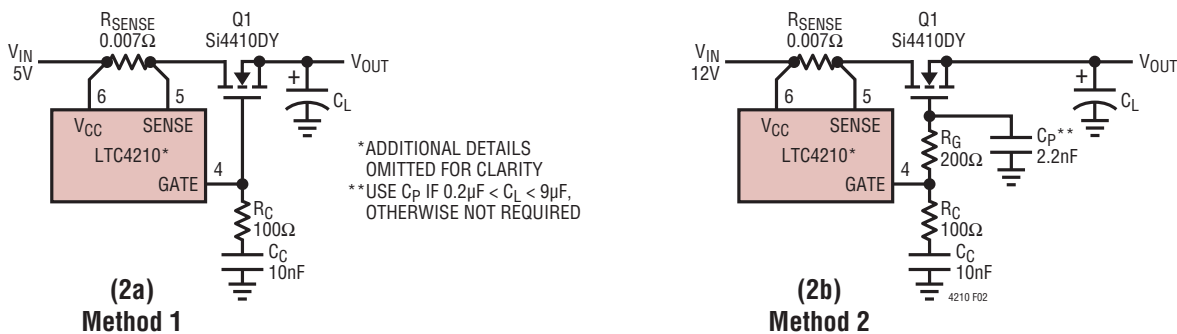 RSENSE
0.007Ω
Q1
Si4410DY
VIN
5V
VOUT
+
CL
6
5
VCC
SENSE
LTC4210*
GATE
4
RC
100Ω
CC
10nF
(2a)
Method 1
*ADDITIONAL DETAILS
OMITTED FOR CLARITY
**USE CP IF 0.2µF < CL < 9µF,
OTHERWISE NOT REQUIRED
RSENSE
0.007Ω
Q1
Si4410DY
VIN
12V
VOUT
+
CL
6
5
VCC
SENSE
LTC4210*
GATE
4
RG
200Ω
CP**
2.2nF
RC
100Ω
CC
10nF
4210 F02
(2b)
Method 2